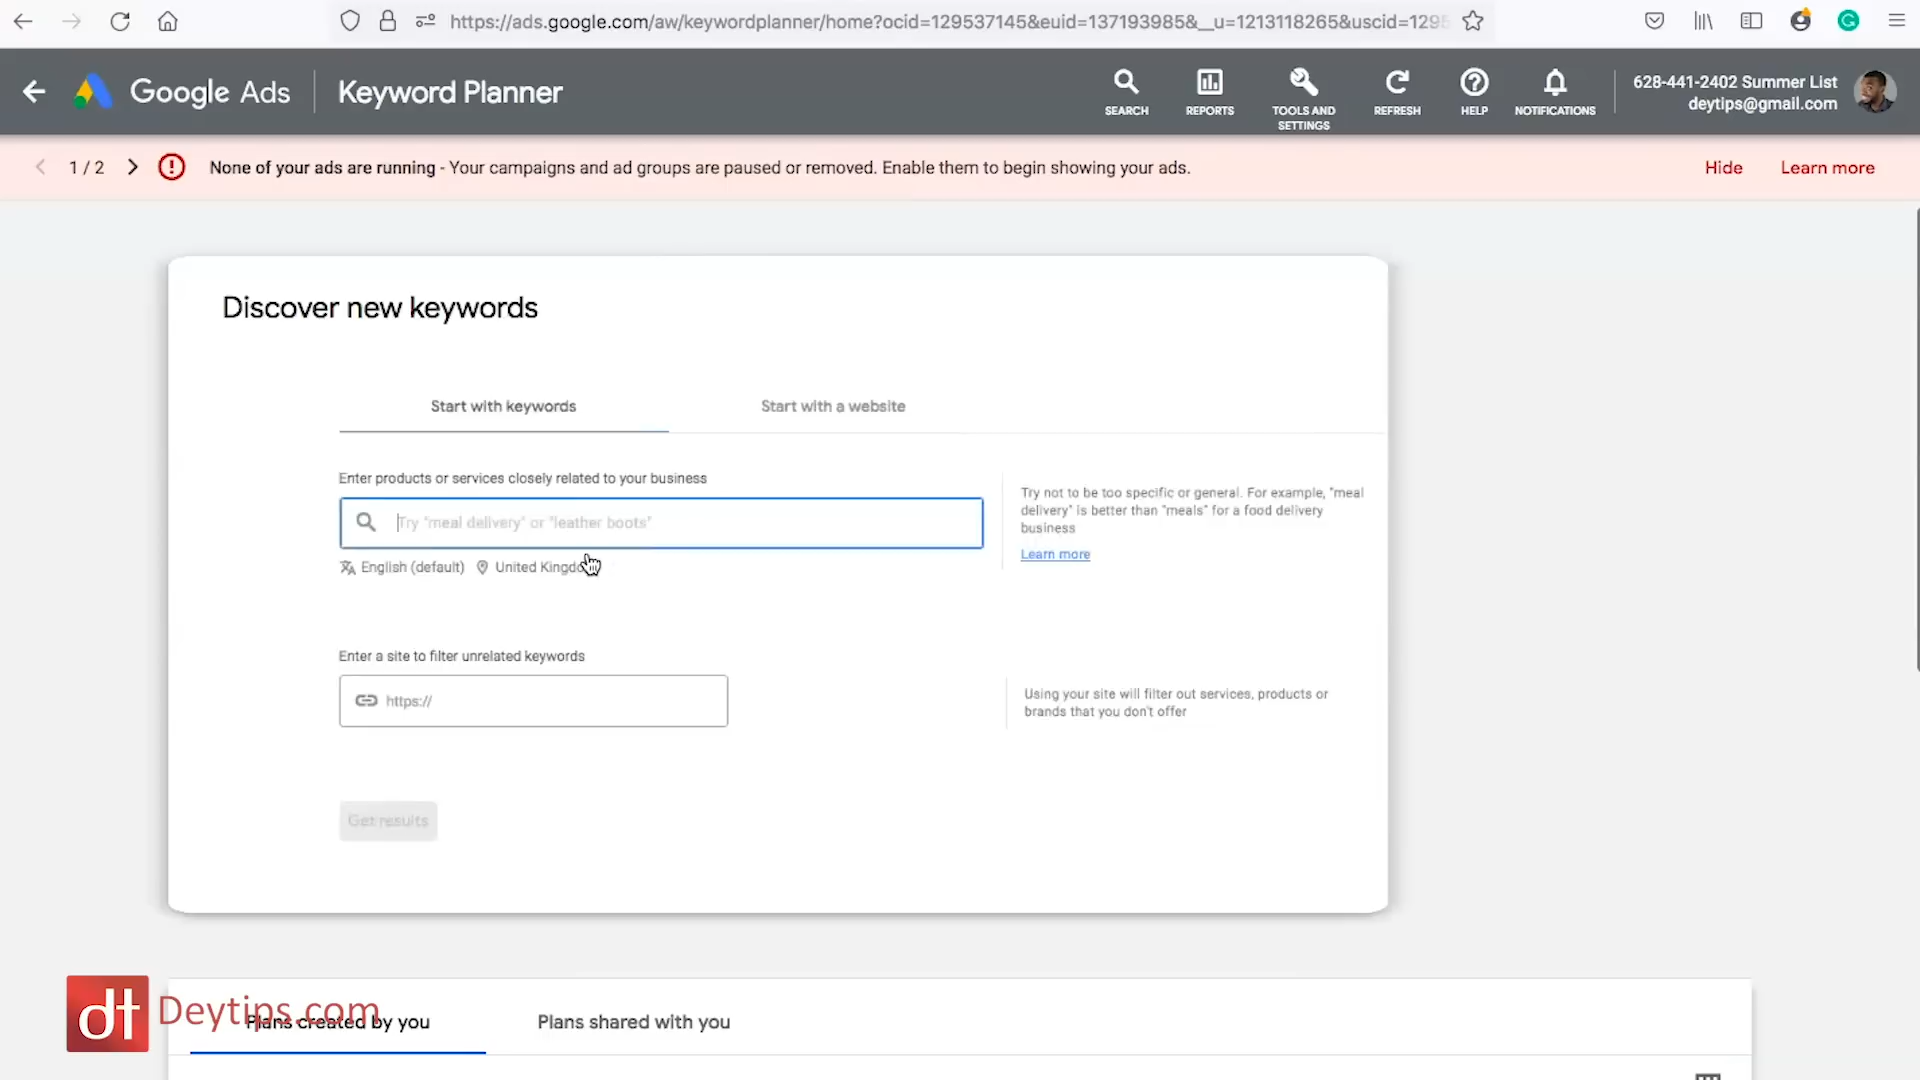 https://ads.google.com/aw/keywordplanner/home?ocid=129537145&euid=137193985&__u=1213118265&uscid=1295
Google Ads
Keyword Planner
SEARCH
REPORTS
TOOLS AND
SETTINGS
REFRESH
HELP
NOTIFICATIONS
628-441-2402 Summer List
deytips@gmail.com
1 / 2
None of your ads are running - Your campaigns and ad groups are paused or removed. Enable them to begin showing your ads.
Hide
Learn more
Discover new keywords
Start with keywords
Start with a website
Enter products or services closely related to your business
Try "meal delivery" or "leather boots"
English (default)
United Kingdo
Try not to be too specific or general. For example, "meal
delivery" is better than "meals" for a food delivery
business
Learn more
Enter a site to filter unrelated keywords
https://
Using your site will filter out services, products or
brands that you don't offer
Get results
dt
Deytips.com
Plans created by you
Plans shared with you